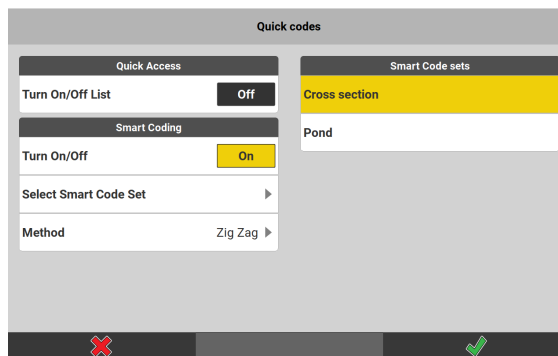 Quick codes
Quick Access
Turn On/Off List Off
Smart Coding
Turn On/Off On
Select Smart Code Set
Method Zig Zag
Smart Code sets
Cross section
Pond